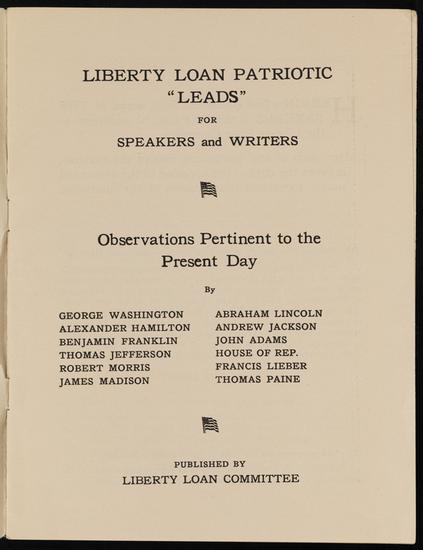 LIBERTY LOAN PATRIOTIC
"LEADS"
FOR
SPEAKERS and WRITERS
Observations Pertinent to the
Present Day
By
GEORGE WASHINGTON
ALEXANDER HAMILTON
BENJAMIN FRANKLIN
THOMAS JEFFERSON
ROBERT MORRIS
JAMES MADISON
ABRAHAM LINCOLN
ANDREW JACKSON
JOHN ADAMS
HOUSE OF REP.
FRANCIS LIEBER
THOMAS PAINE
PUBLISHED BY
LIBERTY LOAN COMMITTEE